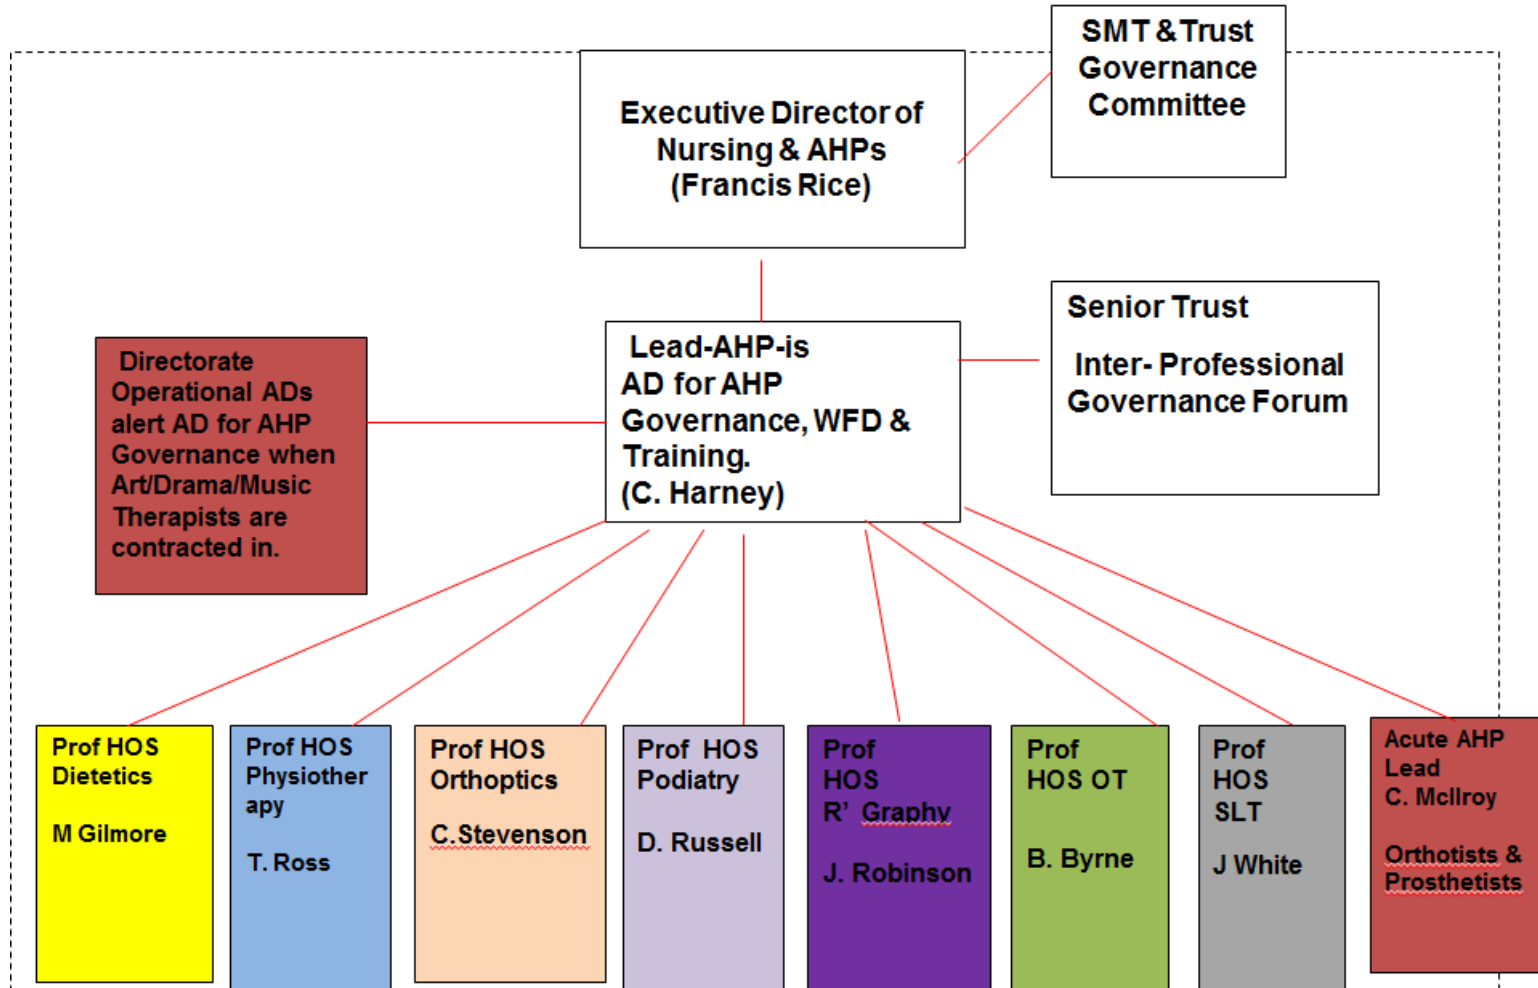 SMT & Trust
Governance
Committee
Executive Director of
Nursing & AHPs
(Francis Rice)
Senior Trust
Inter- Professional
Governance Forum
Lead-AHP-is
AD for AHP
Governance, WFD &
Training.
(C. Harney)
Directorate
Operational ADs
alert AD for AHP
Governance when
Art/Drama/Music
Therapists are
contracted in.
Prof HOS
Dietetics
M Gilmore
Prof HOS
Physiother
apy
T. Ross
Prof HOS
Orthoptics
C.Stevenson
Prof HOS
Podiatry
D. Russell
Prof
HOS
R' Graphy
J. Robinson
Prof
HOS OT
B. Byrne
Prof
HOS
SLT
J White
Acute AHP
Lead
C. McIlroy
Orthotists &
Prosthetists